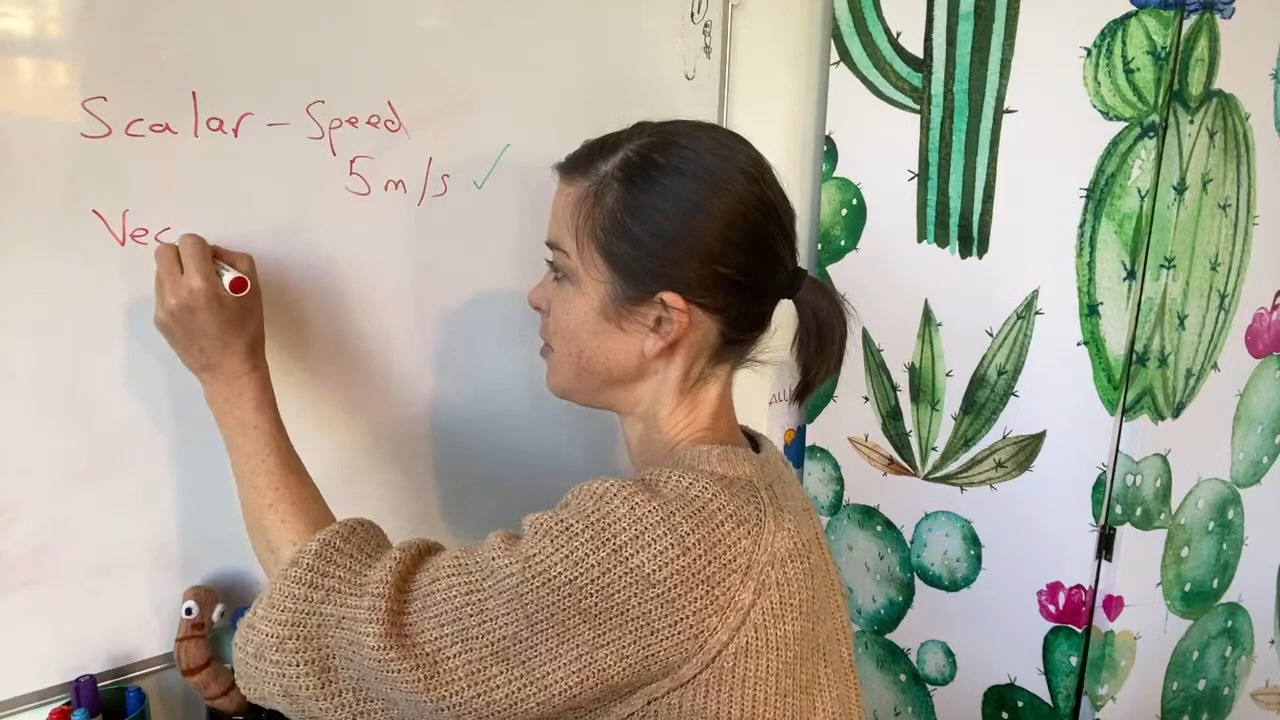 Scalar - Speed
5 m/s ✓
Vec